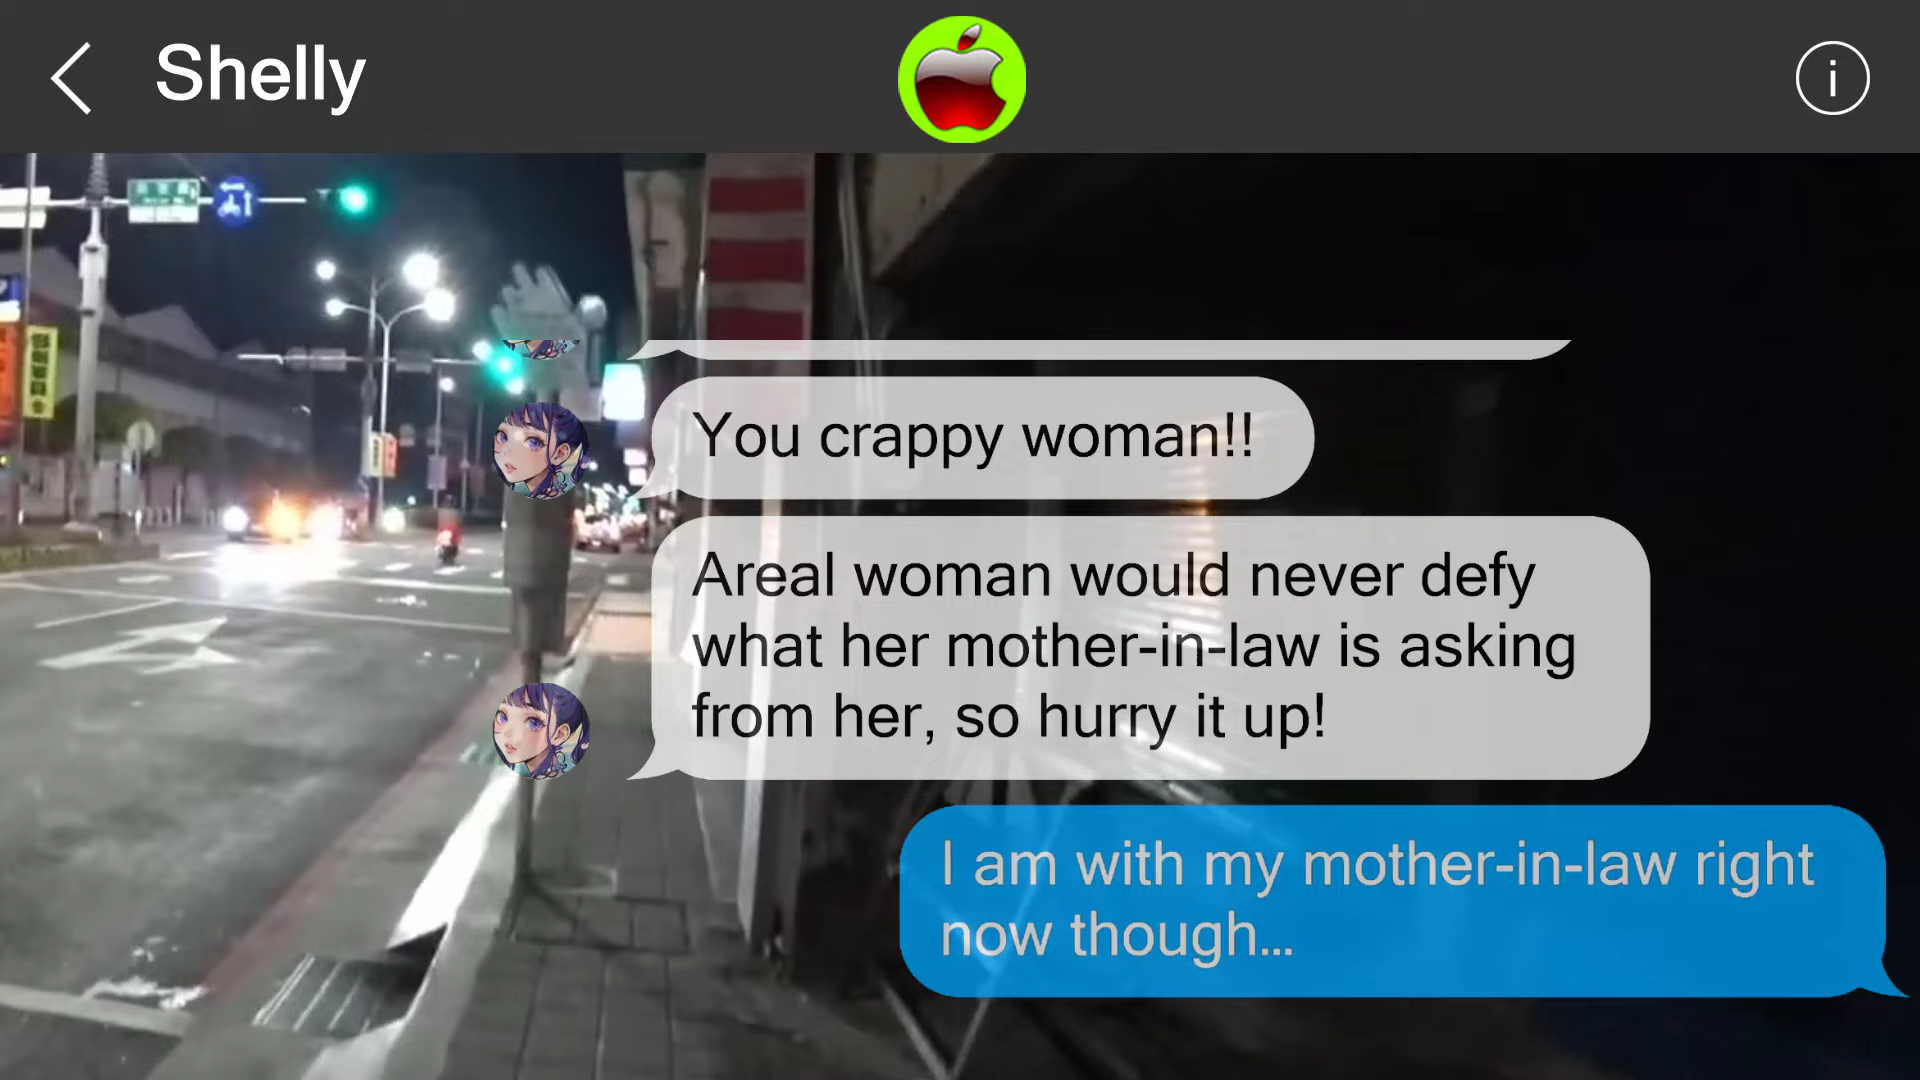 Shelly
i
You crappy woman!!
Areal woman would never defy
what her mother-in-law is asking
from her, so hurry it up!
I am with my mother-in-law right
now though...